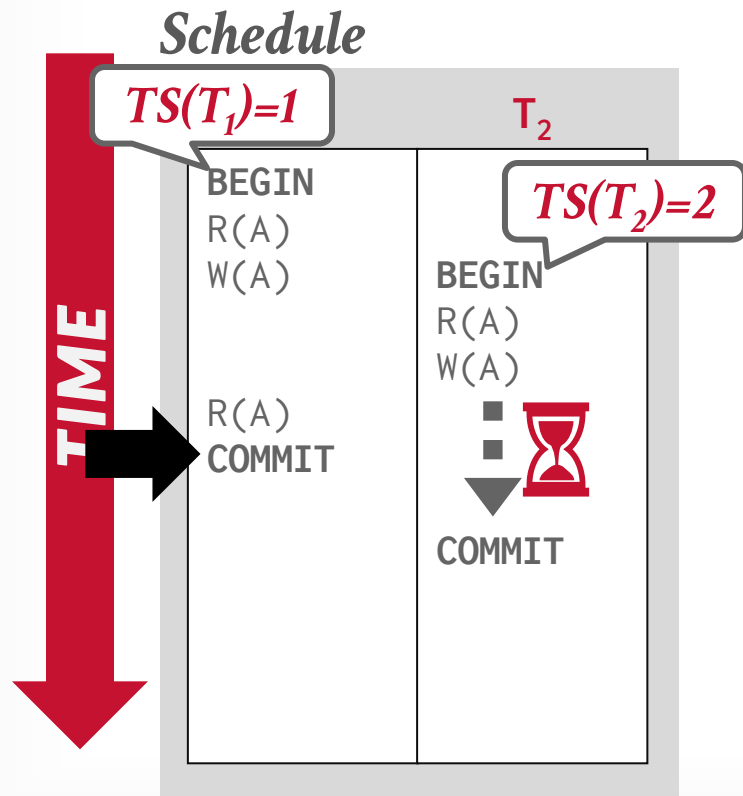 Schedule
TS(T₁)=1
T₂
BEGIN
R(A)
W(A)
R(A)
COMMIT
TS(T₂)=2
BEGIN
R(A)
W(A)
COMMIT
TIME